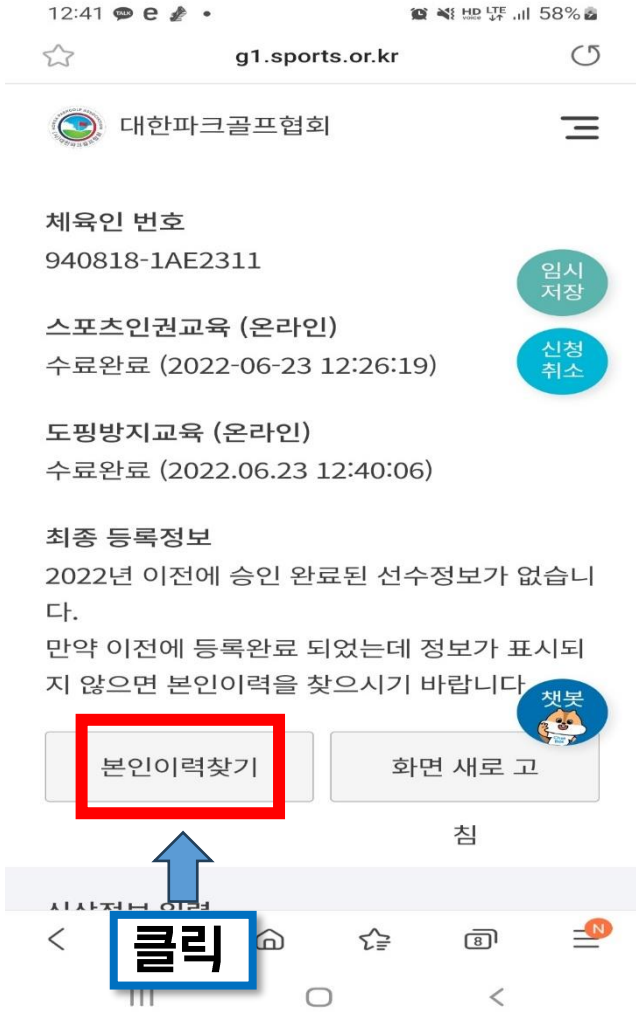 12:41
58%
g1.sports.or.kr
대한파크골프협회
체육인 번호
940818-1AE2311
임시
저장
스포츠인권교육 (온라인)
수료완료 (2022-06-23 12:26:19)
신청
취소
도핑방지교육 (온라인)
수료완료 (2022.06.23 12:40:06)
최종 등록정보
2022년 이전에 승인 완료된 선수정보가 없습니
다.
만약 이전에 등록완료 되었는데 정보가 표시되
지 않으면 본인이력을 찾으시기 바랍니다
챗봇
본인이력찾기
화면 새로 고
침
클릭
8
N